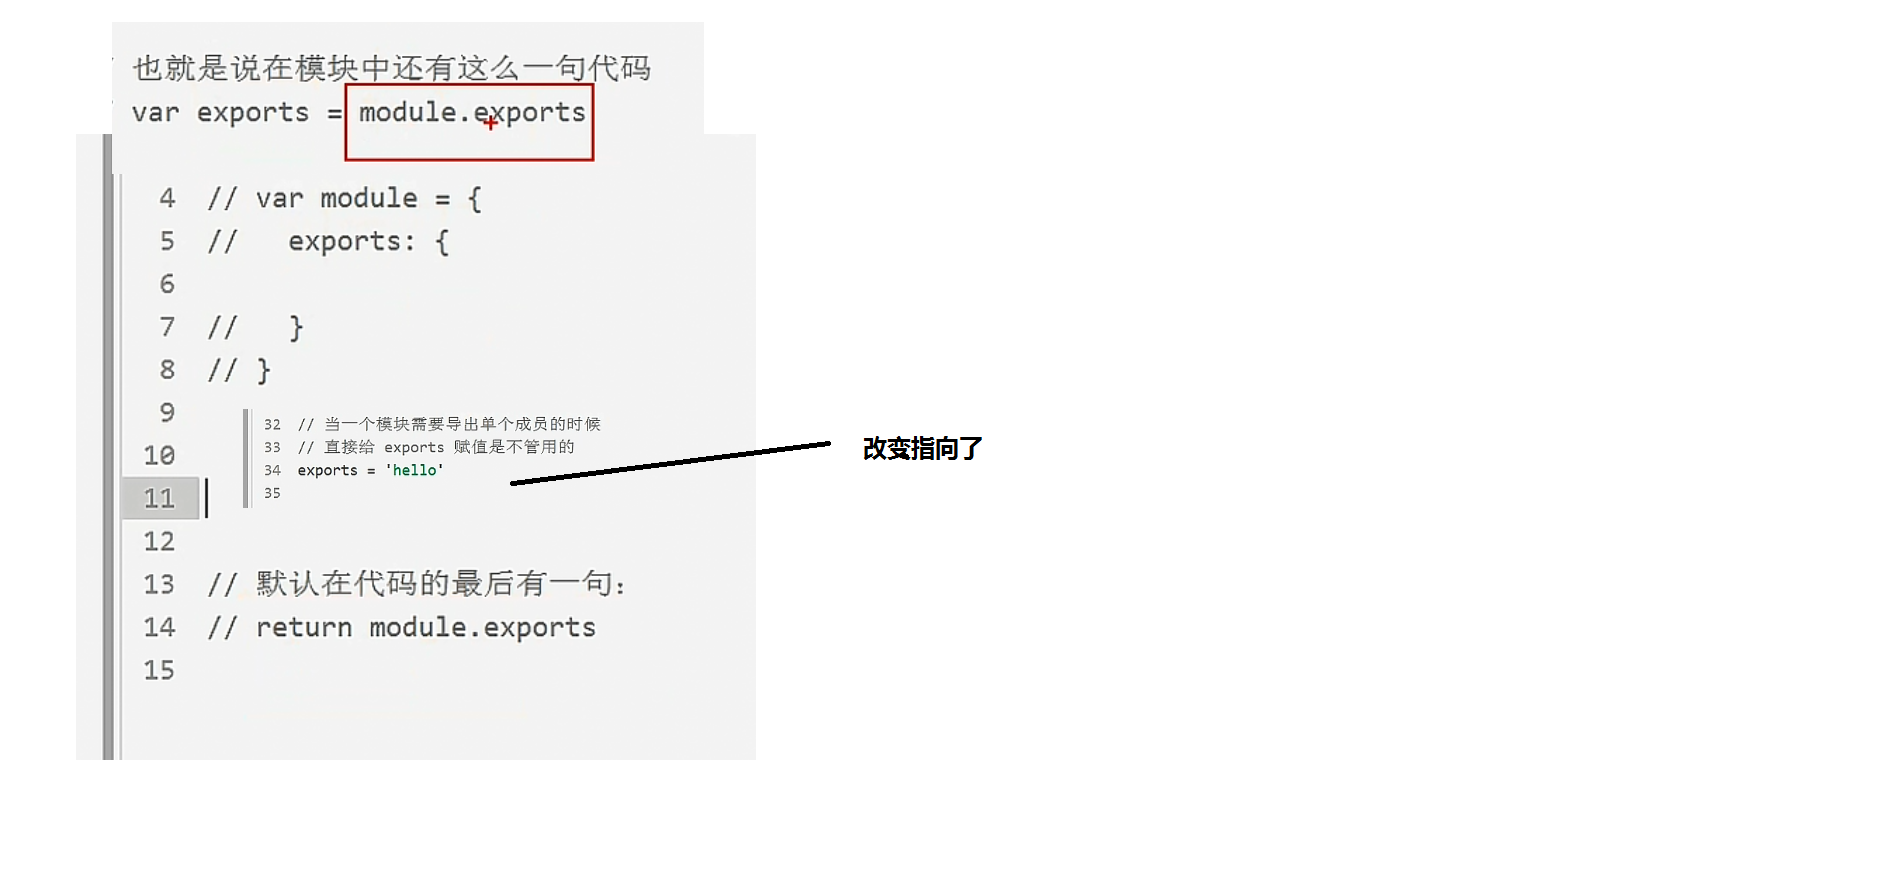 也就是说在模块中还有这么一句代码
var exports = module.exports
4 // var module = {
5 //   exports: {
6
7 //   }
8 // }
9
32 // 当一个模块需要导出单个成员的时候
33 // 直接给 exports 赋值是不管用的
改变指向了
10
34 exports = 'hello'
11
35
12
13 // 默认在代码的最后有一句：
14 // return module.exports
15